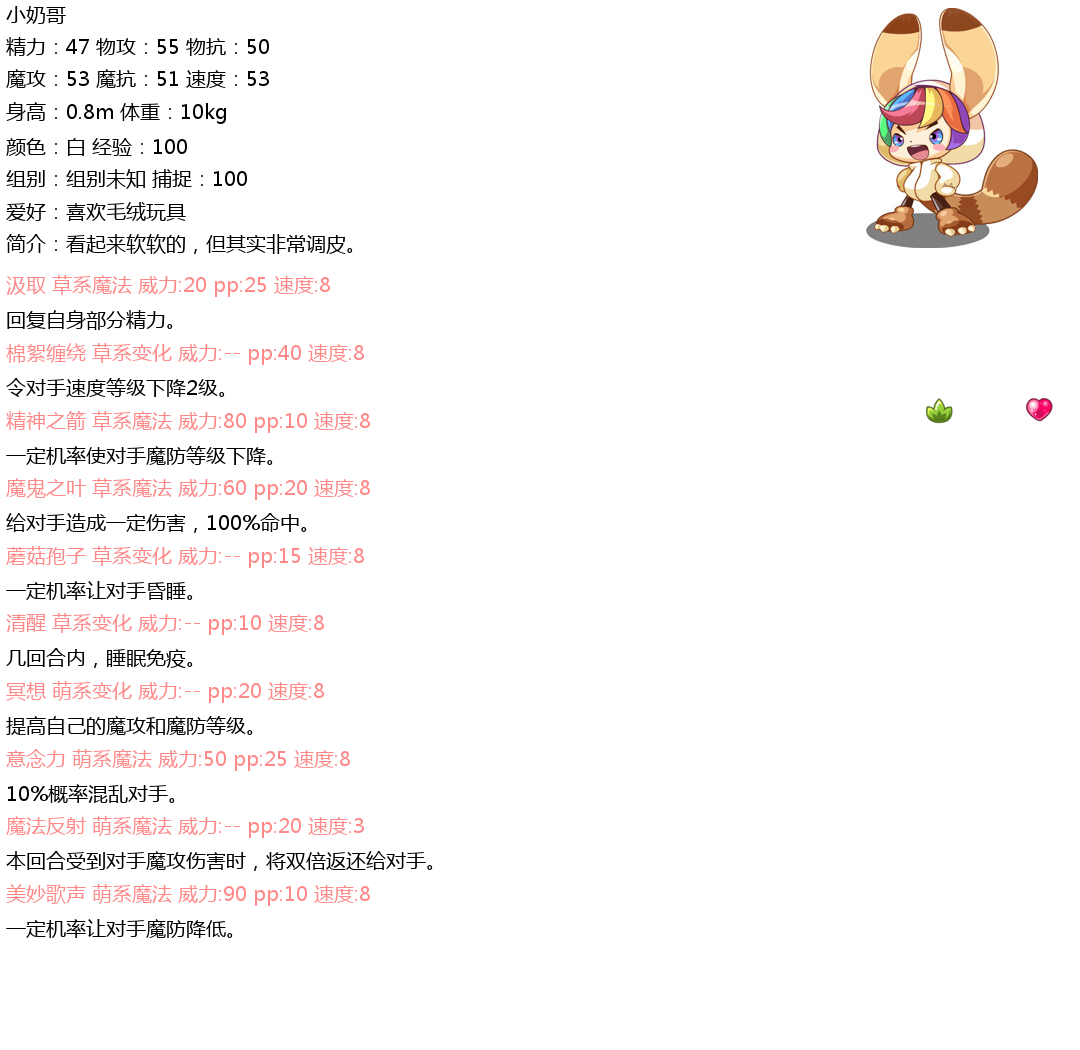 小奶哥
精力：47 物攻：55 物抗：50
魔攻：53 魔抗：51 速度：53
身高：0.8m 体重：10kg
颜色：白 经验：100
组别：组别未知 捕捉：100
爱好：喜欢毛绒玩具
简介：看起来软软的，但其实非常调皮。
汲取 草系魔法 威力:20 pp:25 速度:8
回复自身部分精力。
棉絮缠绕 草系变化 威力:-- pp:40 速度:8
令对手速度等级下降2级。
精神之箭 草系魔法 威力:80 pp:10 速度:8
一定机率使对手魔防等级下降。
魔鬼之叶 草系魔法 威力:60 pp:20 速度:8
给对手造成一定伤害，100%命中。
蘑菇孢子 草系变化 威力:-- pp:15 速度:8
一定机率让对手昏睡。
清醒 草系变化 威力:-- pp:10 速度:8
几回合内，睡眠免疫。
冥想 萌系变化 威力:-- pp:20 速度:8
提高自己的魔攻和魔防等级。
意念力 萌系魔法 威力:50 pp:25 速度:8
10%概率混乱对手。
魔法反射 萌系魔法 威力:-- pp:20 速度:3
本回合受到对手魔攻伤害时，将双倍返还给对手。
美妙歌声 萌系魔法 威力:90 pp:10 速度:8
一定机率让对手魔防降低。